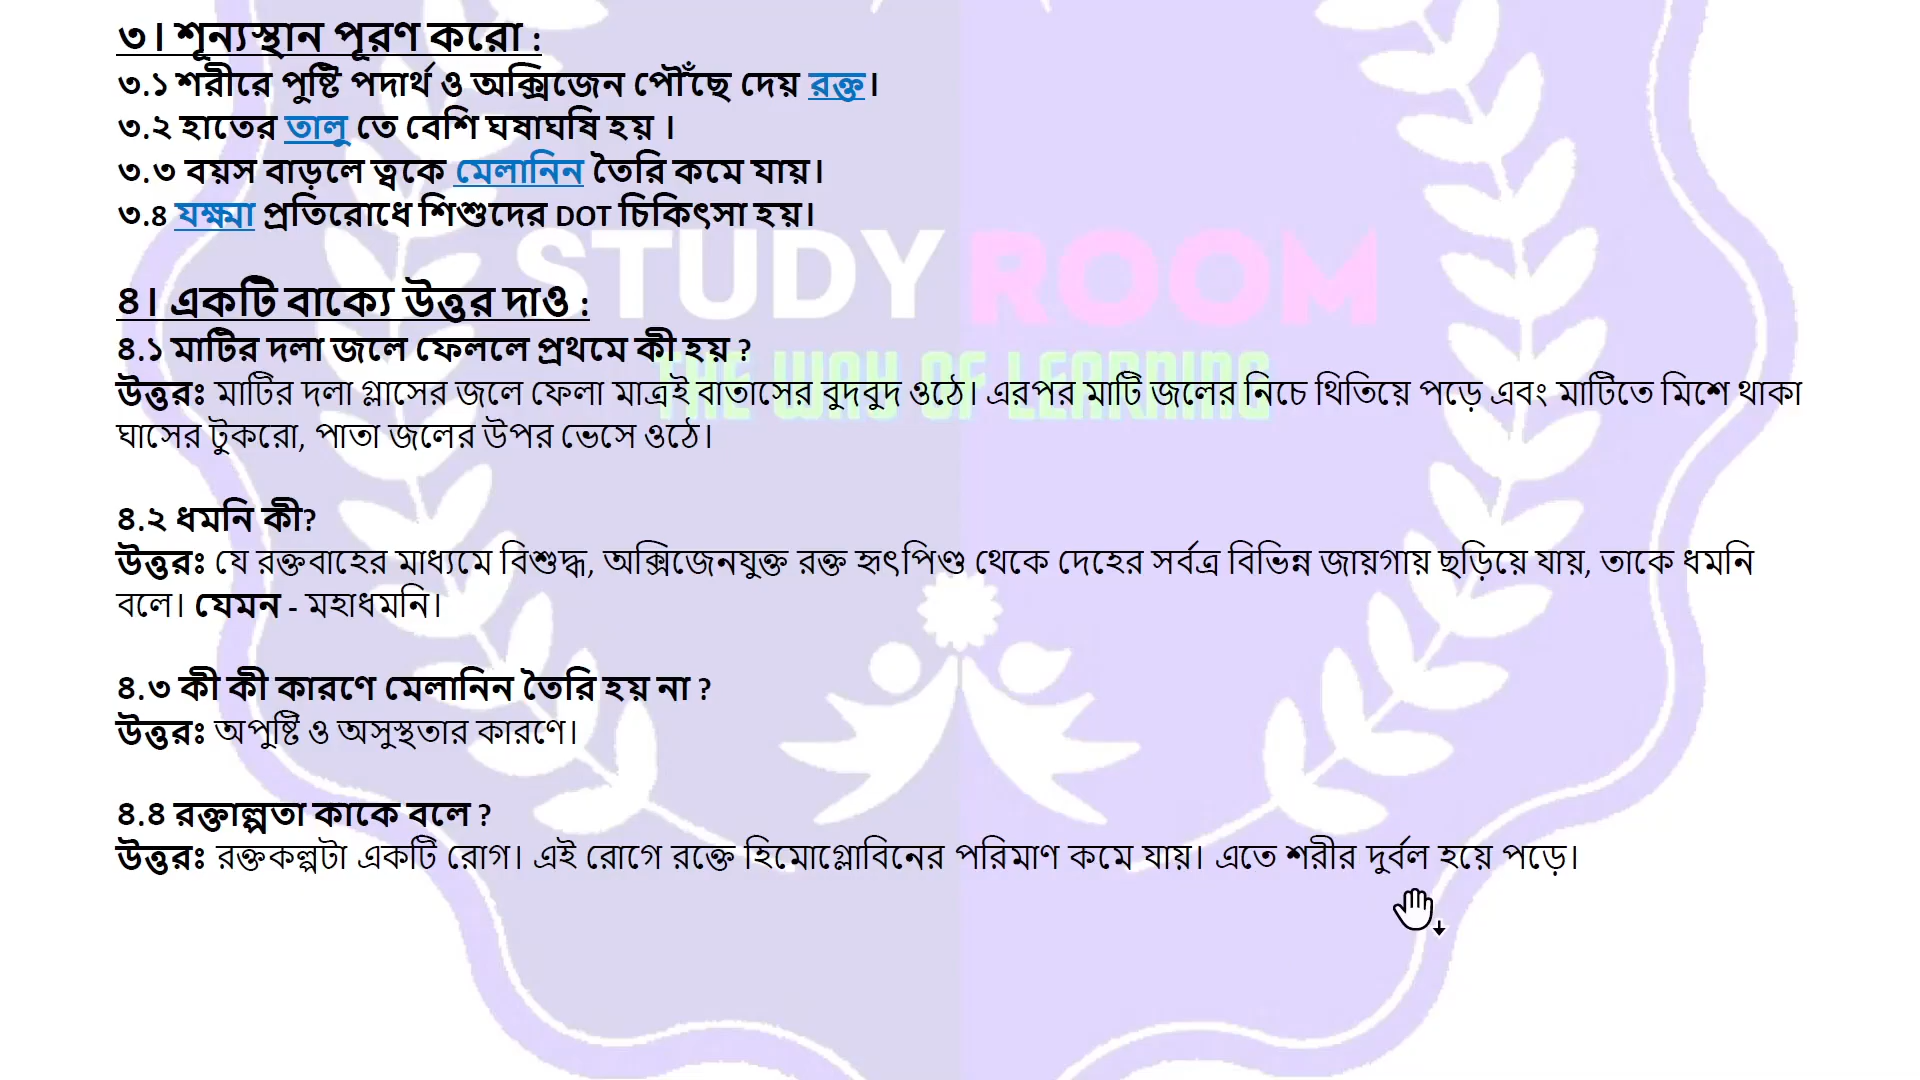 ৩। শূন্যস্থান পূরণ করো :
৩.১ শরীরে পুষ্টি পদার্থ ও অক্সিজেন পৌঁছে দেয় রক্ত।
৩.২ হাতের তালু তে বেশি ঘষাঘষি হয় ।
৩.৩ বয়স বাড়লে ত্বকে মেলানিন তৈরি কমে যায়।
৩.৪ যক্ষ্মা প্রতিরোধে শিশুদের DOT চিকিৎসা হয়।
STUDY ROOM
৪। একটি বাক্যে উত্তর দাও :
৪.১ মাটির দলা জলে ফেললে প্রথমে কী হয় ?
THE WAY OF LEARNING
উত্তরঃ মাটির দলা গ্লাসের জলে ফেলা মাত্রই বাতাসের বুদবুদ ওঠে। এরপর মাটি জলের নিচে থিতিয়ে পড়ে এবং মাটিতে মিশে থাকা
ঘাসের টুকরো, পাতা জলের উপর ভেসে ওঠে।
৪.২ ধমনি কী?
উত্তরঃ যে রক্তবাহের মাধ্যমে বিশুদ্ধ, অক্সিজেনযুক্ত রক্ত হৃৎপিণ্ড থেকে দেহের সর্বত্র বিভিন্ন জায়গায় ছড়িয়ে যায়, তাকে ধমনি
বলে। যেমন - মহাধমনি।
৪.৩ কী কী কারণে মেলানিন তৈরি হয় না ?
উত্তরঃ অপুষ্টি ও অসুস্থতার কারণে।
৪.৪ রক্তাল্পতা কাকে বলে ?
উত্তরঃ রক্তকল্পটা একটি রোগ। এই রোগে রক্তে হিমোগ্লোবিনের পরিমাণ কমে যায়। এতে শরীর দুর্বল হয়ে পড়ে।